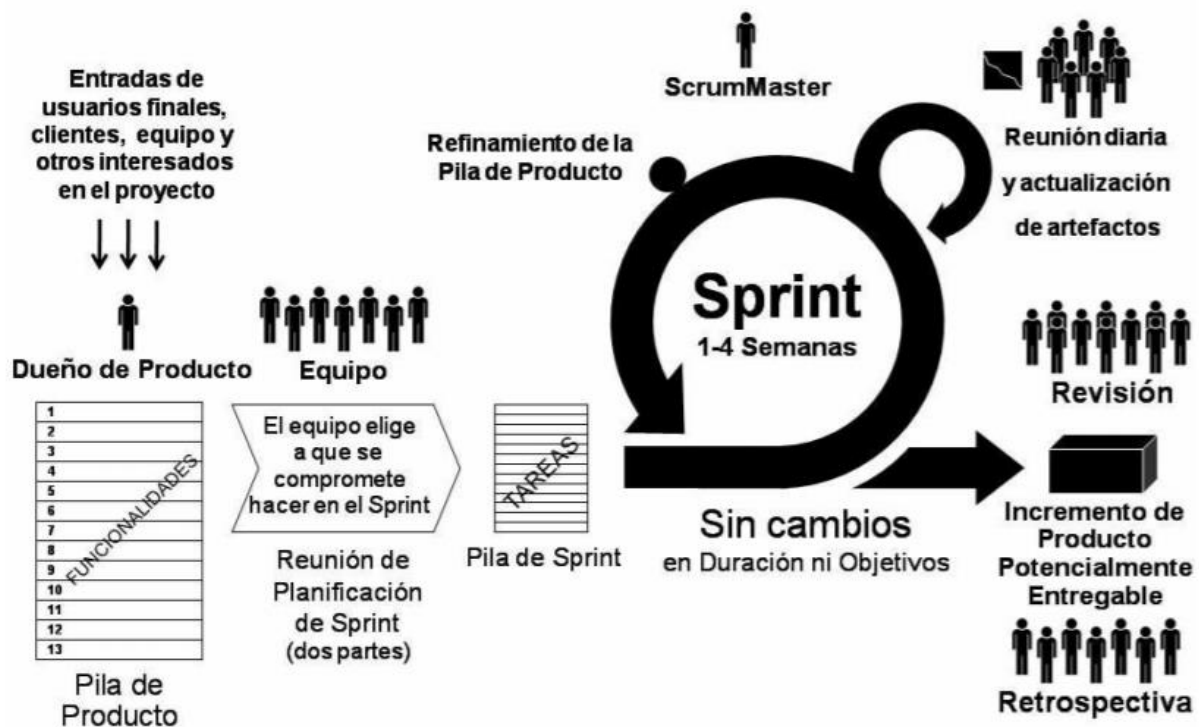 Entradas de
usuarios finales,
clientes, equipo y
otros interesados
en el proyecto
Dueño de Producto
1
2
3
4
5
6
7
8
9
10
11
12
13
FUNCIONALIDADES
Pila de
Producto
Equipo
El equipo elige
a que se
compromete
hacer en el Sprint
Reunión de
Planificación
de Sprint
(dos partes)
TAREAS
Pila de Sprint
ScrumMaster
Refinamiento de la
Pila de Producto
Sprint
1-4 Semanas
Sin cambios
en Duración ni Objetivos
Reunión diaria
y actualización
de artefactos
Revisión
Incremento de
Producto
Potencialmente
Entregable
Retrospectiva